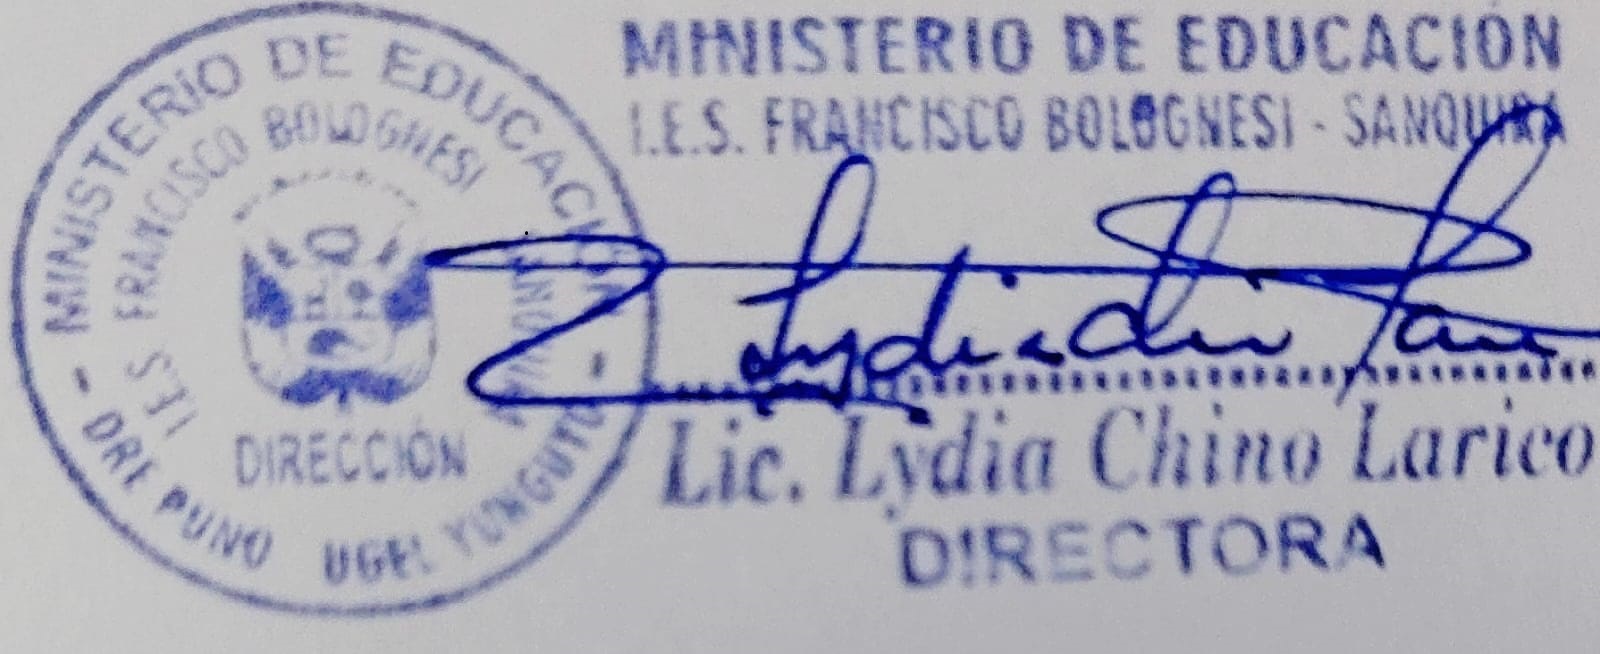 MINISTERIO DE EDUCACIÓN
FRANCISCO BOLOGNESI
I.E.S.
DIRECCIÓN
- DRE PUNO UGEL YUNGUYO -
MINISTERIO DE EDUCACIÓN
I.E.S. FRANCISCO BOLOGNESI - SANQUIRA
Lic. Lydia Chino Larico
DIRECTORA